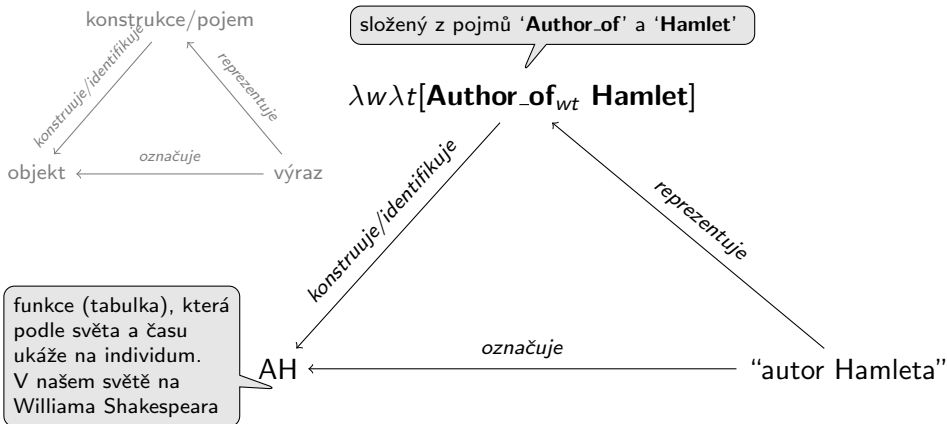 konstrukce/pojem
konstruuje/identifikuje
reprezentuje
objekt
označuje
výraz
složený z pojmů ‘Author_of’ a ‘Hamlet’
λwλt[Author_of_wt Hamlet]
konstruuje/identifikuje
reprezentuje
funkce (tabulka), která
podle světa a času
ukáže na individum.
V našem světě na
Williama Shakespeara
AH
označuje
“autor Hamleta”